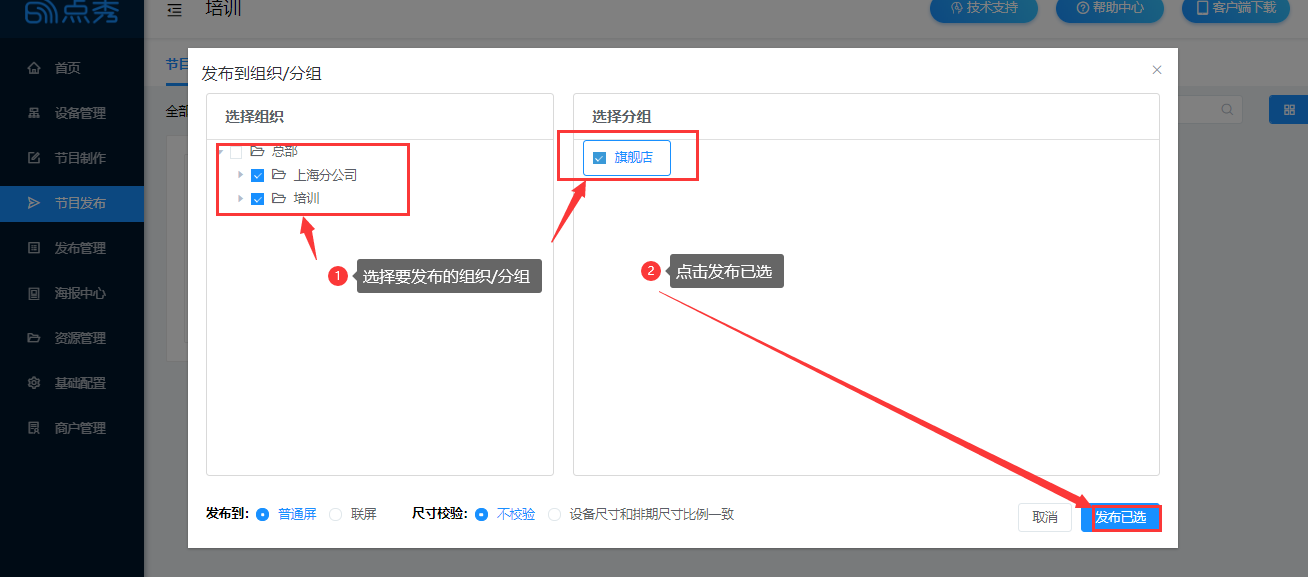 点秀
培训
技术支持
帮助中心
客户端下载
首页
设备管理
节目制作
节目发布
发布管理
海报中心
资源管理
基础配置
商户管理
节目
全部
发布到组织/分组
选择组织
总部
上海分公司
培训
选择分组
旗舰店
1
选择要发布的组织/分组
2
点击发布已选
发布到: 普通屏 联屏 尺寸校验: 不校验 设备尺寸和排期尺寸比例一致
取消
发布已选